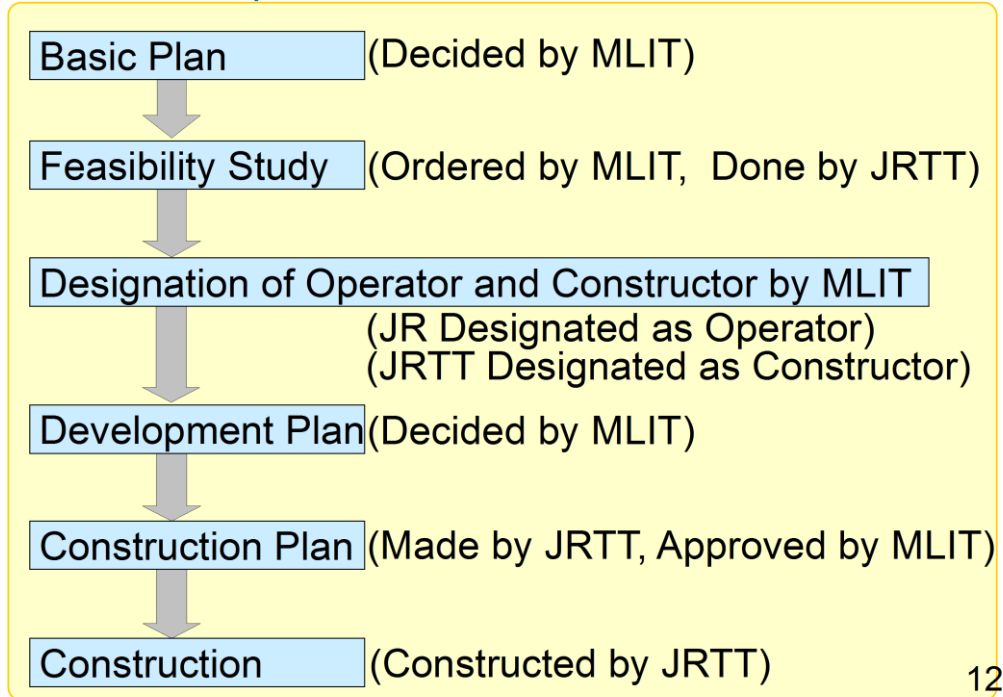 Basic Plan (Decided by MLIT)
Feasibility Study (Ordered by MLIT, Done by JRTT)
Designation of Operator and Constructor by MLIT
(JR Designated as Operator)
(JRTT Designated as Constructor)
Development Plan (Decided by MLIT)
Construction Plan (Made by JRTT, Approved by MLIT)
Construction (Constructed by JRTT)
12